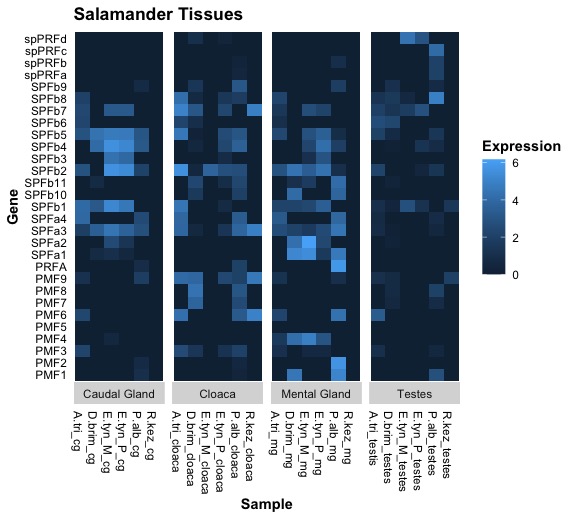 Salamander Tissues
spPRFd
spPRFc
spPRFb
spPRFa
SPFb9
SPFb8
SPFb7
SPFb6
SPFb5
SPFb4
SPFb3
SPFb2
SPFb11
SPFb10
SPFb1
SPFa4
SPFa3
SPFa2
SPFa1
PRFA
PMF9
PMF8
PMF7
PMF6
PMF5
PMF4
PMF3
PMF2
PMF1
Gene
Caudal Gland
Cloaca
Mental Gland
Testes
A.tri_cg
D.brim_cg
E.tyn_M_cg
E.tyn_P_cg
P.alb_cg
R.kez_cg
A.tri_cloaca
D.brim_cloaca
E.tyn_M_cloaca
E.tyn_P_cloaca
P.alb_cloaca
R.kez_cloaca
A.tri_mg
D.brim_mg
E.tyn_M_mg
E.tyn_P_mg
P.alb_mg
R.kez_mg
A.tri_testis
D.brim_testes
E.tyn_M_testes
E.tyn_P_testes
P.alb_testes
R.kez_testes
Sample
Expression
6
4
2
0